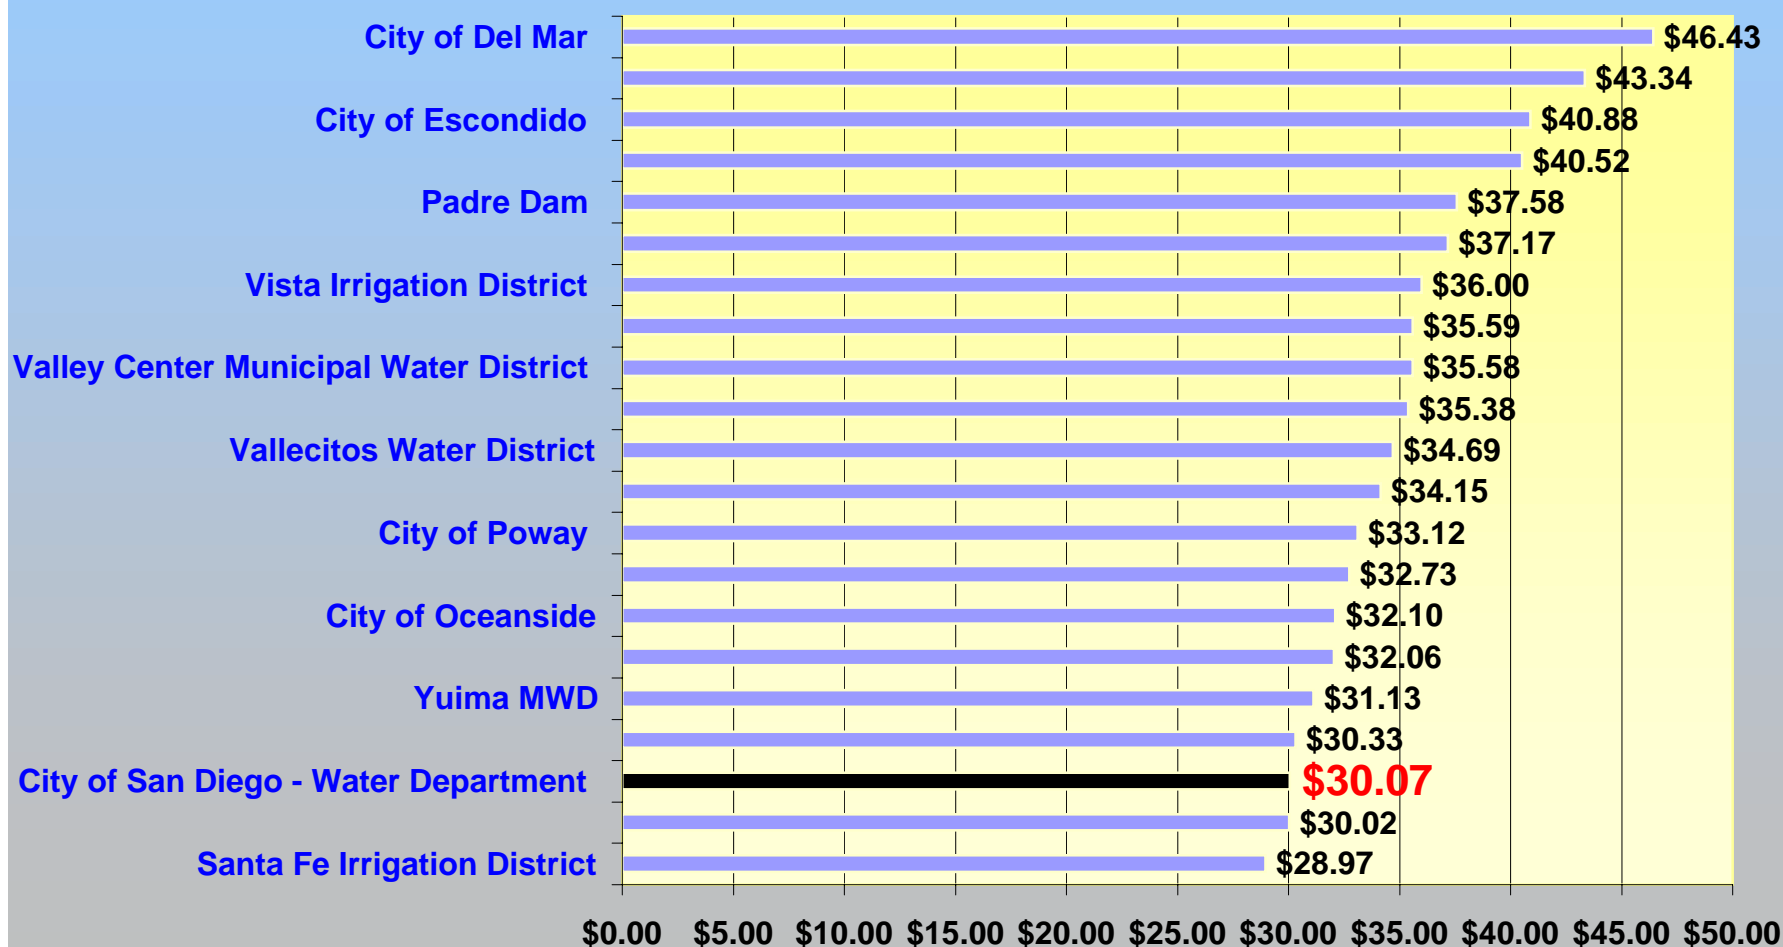 City of Del Mar $46.43
$43.34
City of Escondido $40.88
$40.52
Padre Dam $37.58
$37.17
Vista Irrigation District $36.00
$35.59
Valley Center Municipal Water District $35.58
$35.38
Vallecitos Water District $34.69
$34.15
City of Poway $33.12
$32.73
City of Oceanside $32.10
$32.06
Yuima MWD $31.13
$30.33
City of San Diego - Water Department $30.07
$30.02
Santa Fe Irrigation District $28.97
$0.00 $5.00 $10.00 $15.00 $20.00 $25.00 $30.00 $35.00 $40.00 $45.00 $50.00